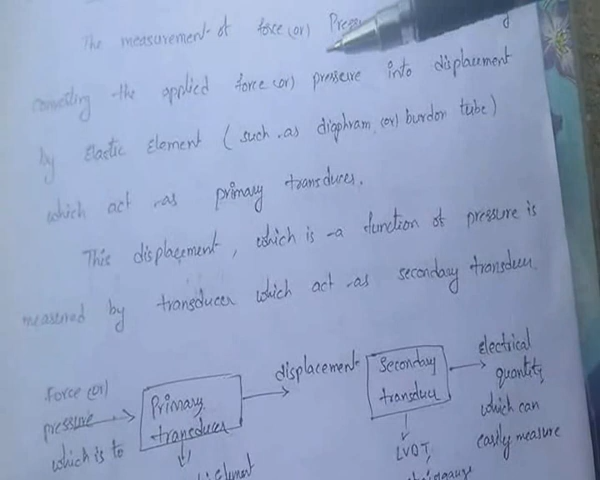 The measurement of force (or)
converting the applied force (or) pressure into displacement
by Elastic Element (such as diaphram (or) burdon tube)
which act as primary transducer.
This displacement, which is a function of pressure is
measured by transducer which act as secondary transducer.
force (or)
pressure
which is to
Primary
transducer
displacement
Secondary
transducer
LVDT,
electrical
quantity
which can
easily measure